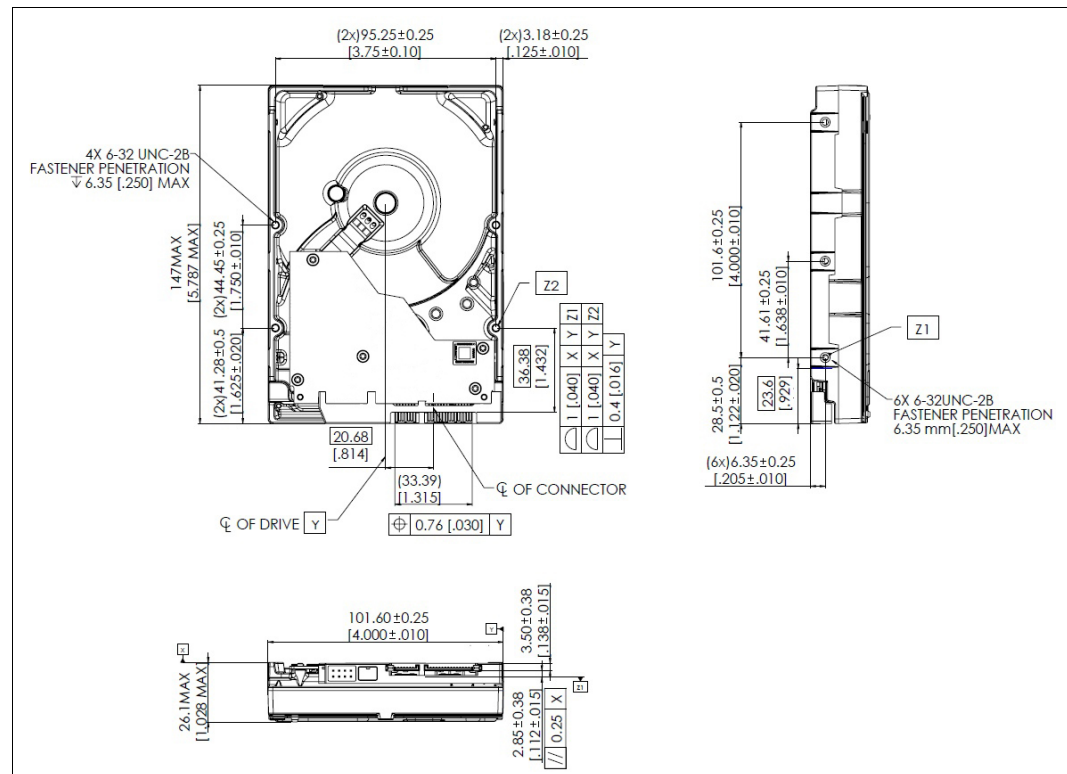 (2x)95.25±0.25
[3.75±0.10]
(2x)3.18±0.25
[.125±.010]
4X 6-32 UNC-2B
FASTENER PENETRATION
↧ 6.35 [.250] MAX
147MAX
[5.787 MAX]
(2x)44.45±0.25
[1.750±.010]
(2x)41.28±0.5
[1.625±.020]
Z2
36.38
[1.432]
⌓ 1 [.040] X Y Z1
⌓ 1 [.040] X Y Z2
⊥ 0.4 [.016] Y
20.68
[.814]
(33.39)
[1.315]
℄ OF CONNECTOR
℄ OF DRIVE Y
⌖ 0.76 [.030] Y
101.6±0.25
[4.000±.010]
41.61±0.25
[1.638±.010]
Z1
28.5±0.5
[1.122±.020]
23.6
[.929]
6X 6-32UNC-2B
FASTENER PENETRATION
6.35 mm[.250]MAX
(6x)6.35±0.25
[.205±.010]
101.60±0.25
[4.000±.010]
3.50±0.38
[.138±.015]
X
Y
26.1MAX
[1.028 MAX]
Z1
2.85±0.38
[.112±.015]
// 0.25 X